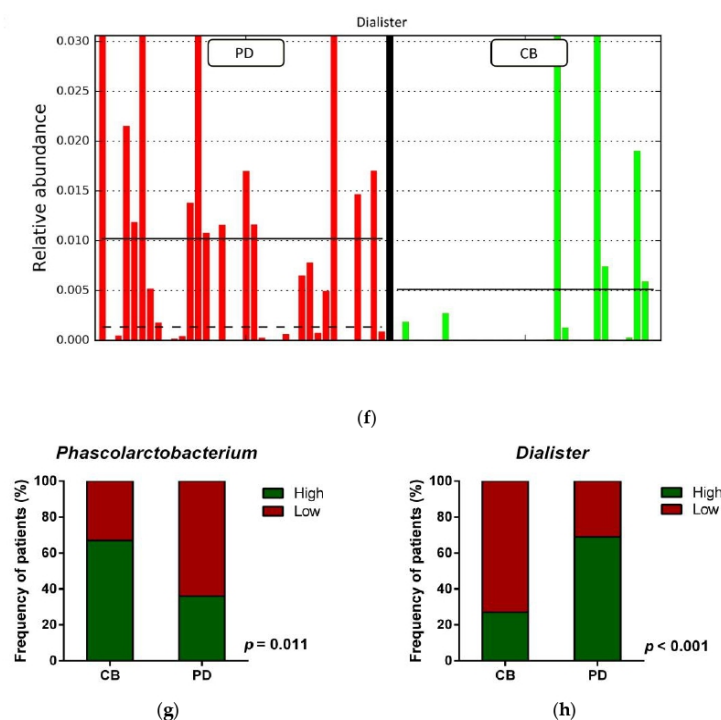 Dialister
PD
CB
Relative abundance
0.030
0.025
0.020
0.015
0.010
0.005
0.000
(f)
Phascolarctobacterium
Frequency of patients (%)
100
80
60
40
20
0
High
Low
p = 0.011
CB PD
(g)
Dialister
Frequency of patients (%)
100
80
60
40
20
0
High
Low
p < 0.001
CB PD
(h)